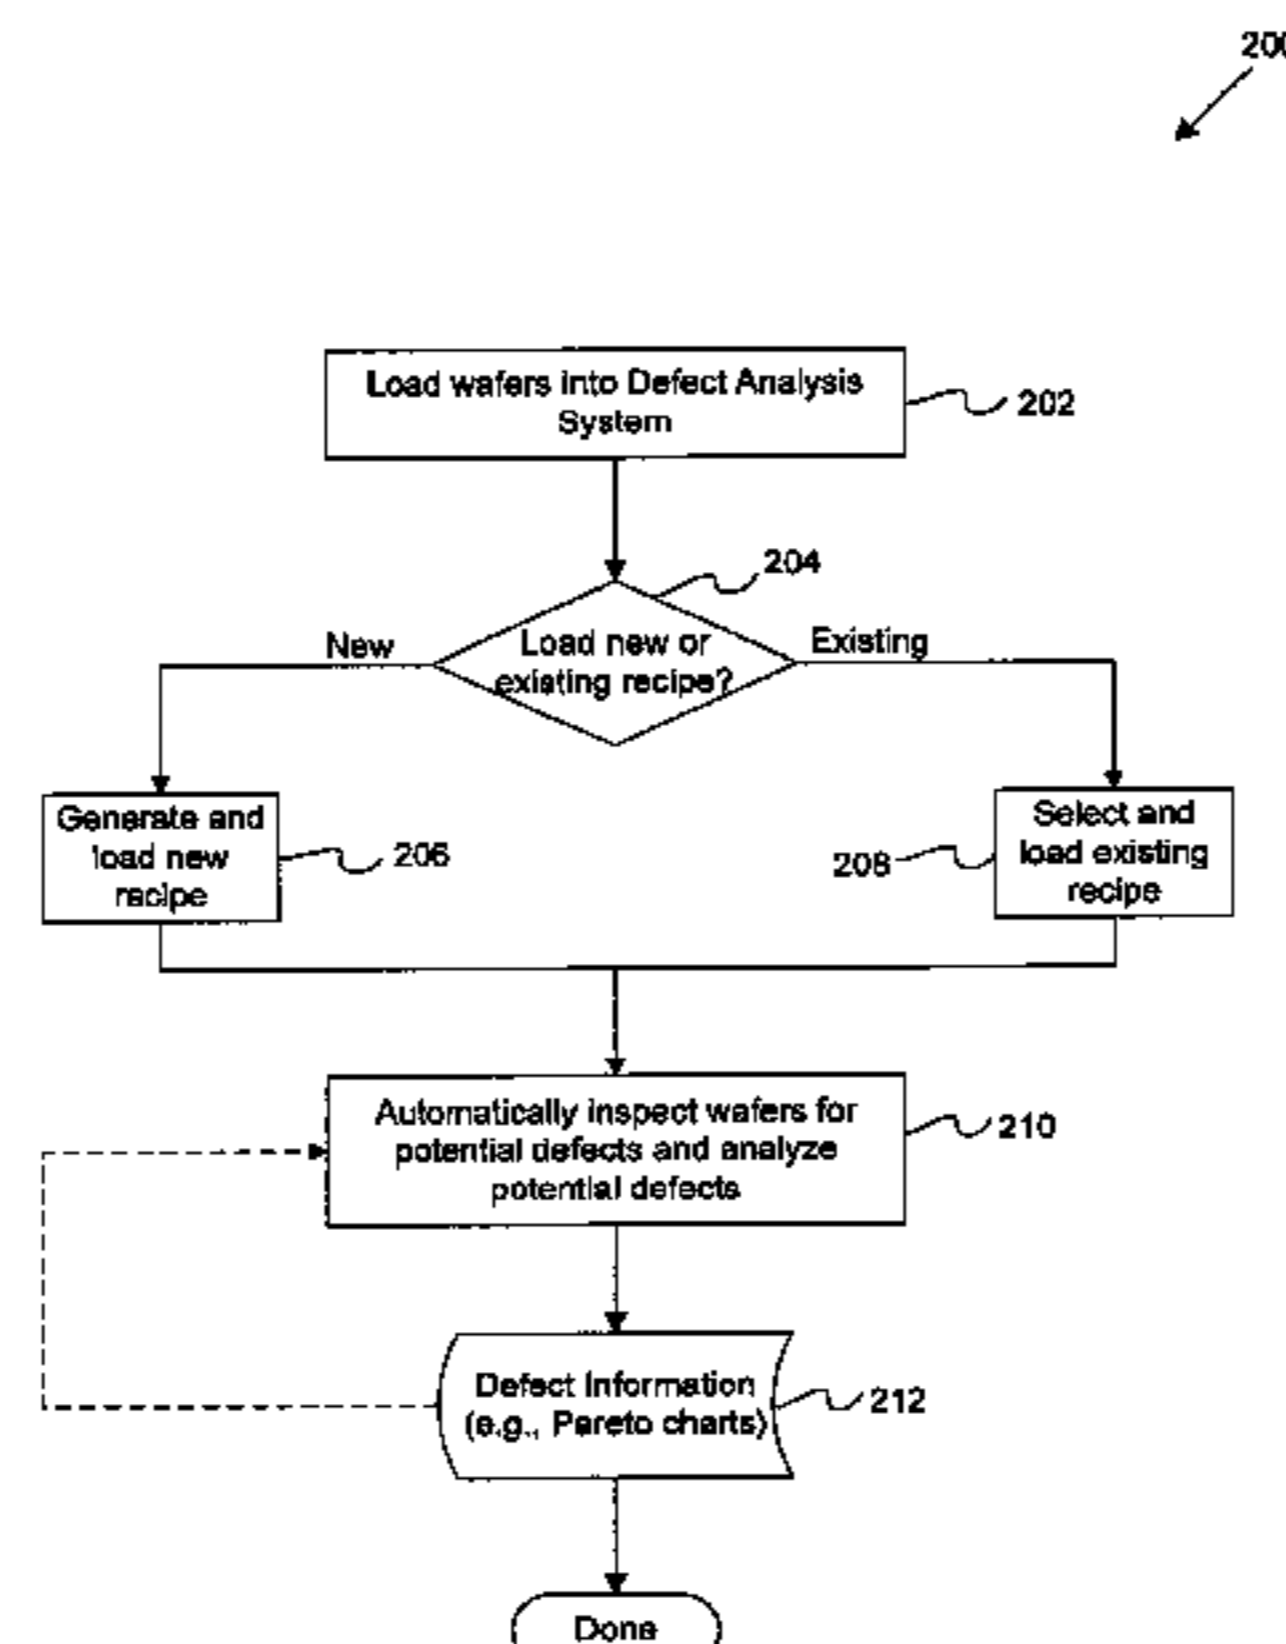 200
Load wafers into Defect Analysis
System
202
204
New
Load new or
existing recipe?
Existing
Generate and
load new
recipe
206
208
Select and
load existing
recipe
Automatically inspect wafers for
potential defects and analyze
potential defects
210
Defect Information
(e.g., Pareto charts)
212
Done